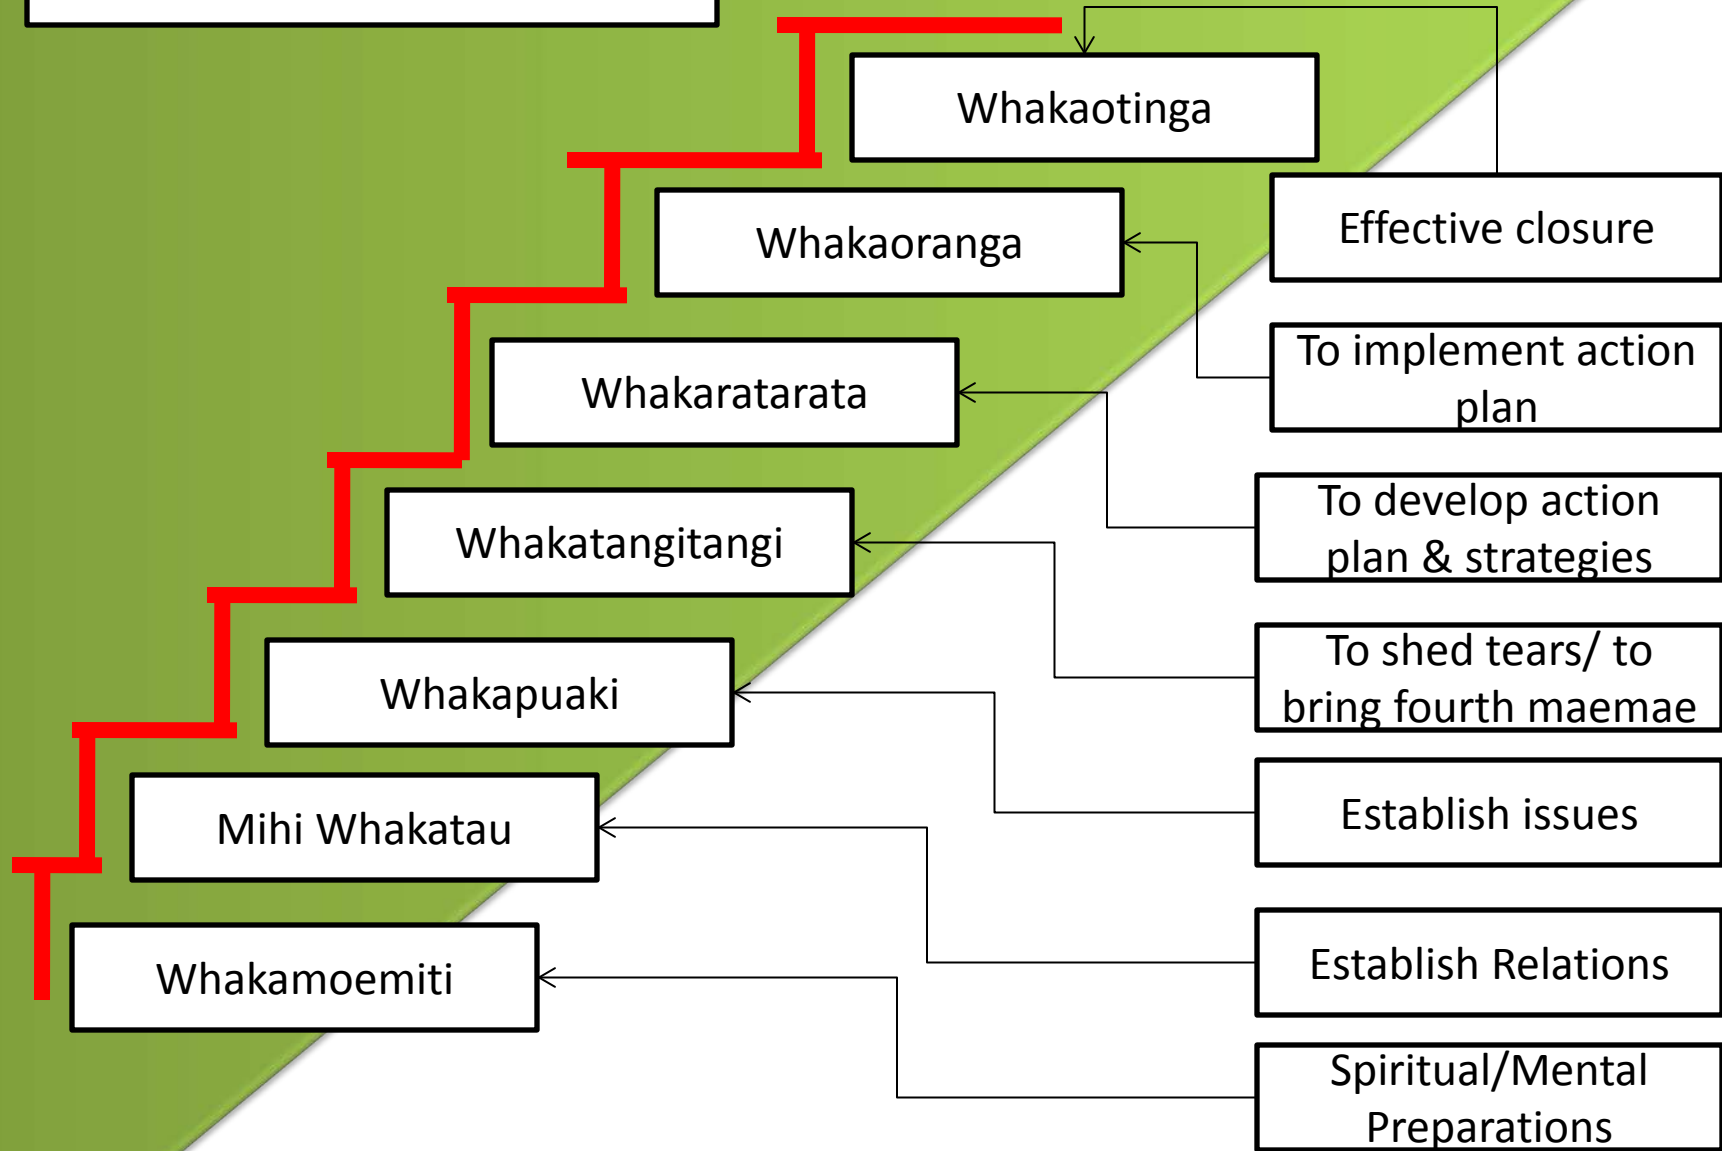 Whakaotinga
Effective closure
Whakaoranga
To implement action
plan
Whakaratarata
To develop action
plan & strategies
Whakatangitangi
To shed tears/ to
bring fourth maemae
Whakapuaki
Establish issues
Mihi Whakatau
Establish Relations
Whakamoemiti
Spiritual/Mental
Preparations